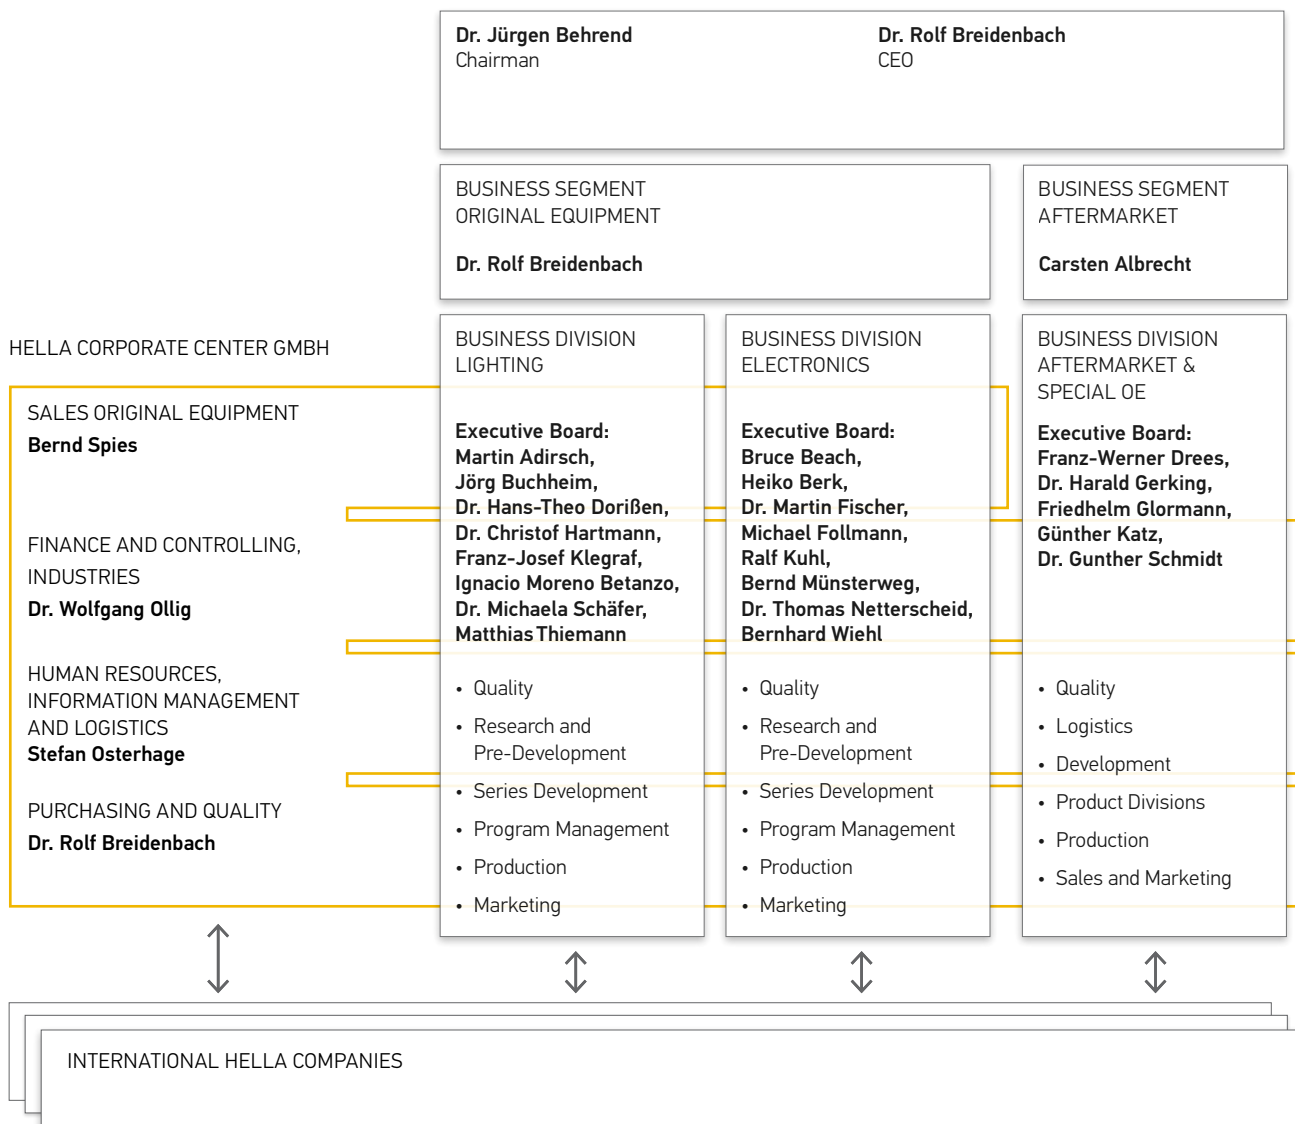 Dr. Jürgen Behrend
Chairman
Dr. Rolf Breidenbach
CEO
BUSINESS SEGMENT
ORIGINAL EQUIPMENT
Dr. Rolf Breidenbach
BUSINESS SEGMENT
AFTERMARKET
Carsten Albrecht
HELLA CORPORATE CENTER GMBH
SALES ORIGINAL EQUIPMENT
Bernd Spies
FINANCE AND CONTROLLING,
INDUSTRIES
Dr. Wolfgang Ollig
HUMAN RESOURCES,
INFORMATION MANAGEMENT
AND LOGISTICS
Stefan Osterhage
PURCHASING AND QUALITY
Dr. Rolf Breidenbach
BUSINESS DIVISION
LIGHTING
Executive Board:
Martin Adirsch,
Jörg Buchheim,
Dr. Hans-Theo Dorißen,
Dr. Christof Hartmann,
Franz-Josef Klegraf,
Ignacio Moreno Betanzo,
Dr. Michaela Schäfer,
Matthias Thiemann
• Quality
• Research and
Pre-Development
• Series Development
• Program Management
• Production
• Marketing
BUSINESS DIVISION
ELECTRONICS
Executive Board:
Bruce Beach,
Heiko Berk,
Dr. Martin Fischer,
Michael Follmann,
Ralf Kuhl,
Bernd Münsterweg,
Dr. Thomas Netterscheid,
Bernhard Wiehl
• Quality
• Research and
Pre-Development
• Series Development
• Program Management
• Production
• Marketing
BUSINESS DIVISION
AFTERMARKET &
SPECIAL OE
Executive Board:
Franz-Werner Drees,
Dr. Harald Gerking,
Friedhelm Glormann,
Günther Katz,
Dr. Gunther Schmidt
• Quality
• Logistics
• Development
• Product Divisions
• Production
• Sales and Marketing
INTERNATIONAL HELLA COMPANIES